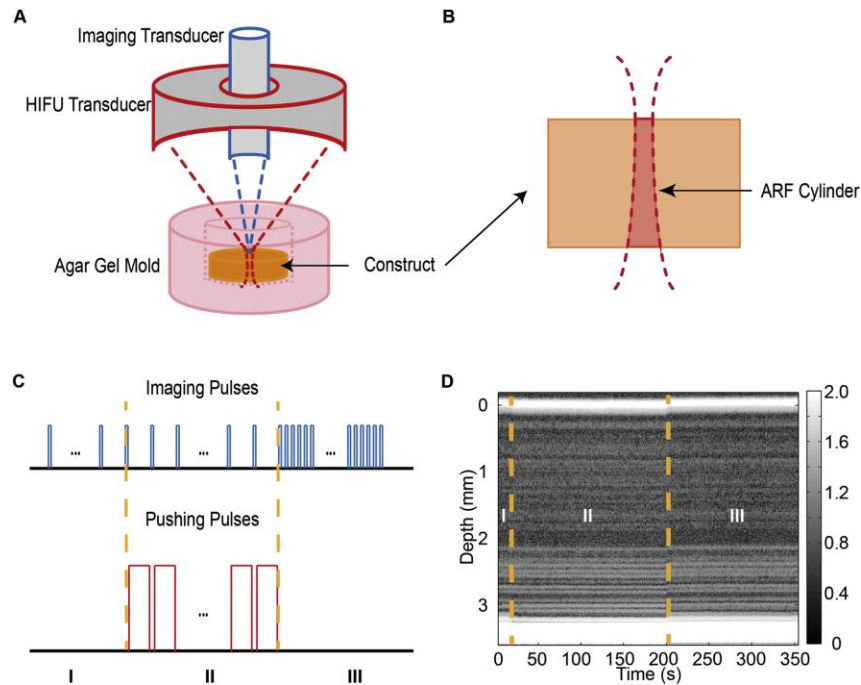 A
Imaging Transducer
HIFU Transducer
Agar Gel Mold
Construct
B
ARF Cylinder
C
Imaging Pulses
...
...
...
Pushing Pulses
...
I
II
III
D
0
1
2
3
Depth (mm)
I
II
III
0
50
100
150
200
250
300
350
Time (s)
2.0
1.6
1.2
0.8
0.4
0